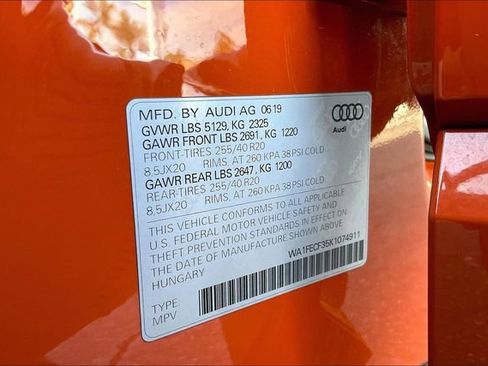 MFD. BY AUDI AG 06 19
GVWR LBS 5129, KG 2325
GAWR FRONT LBS 2691, KG 1220
FRONT-TIRES 255/40 R20
8,5JX20 RIMS, AT 260 KPA 38 PSI COLD
GAWR REAR LBS 2647, KG 1200
REAR-TIRES 255/40 R20
8,5JX20 RIMS, AT 260 KPA 38 PSI COLD
Audi
THIS VEHICLE CONFORMS TO ALL APPLICABLE
U.S. FEDERAL MOTOR VEHICLE SAFETY AND
THEFT PREVENTION STANDARDS IN EFFECT ON
THE DATE OF MANUFACTURE SHOWN ABOVE
HUNGARY
WA1FECF35K1074911
TYPE
MPV